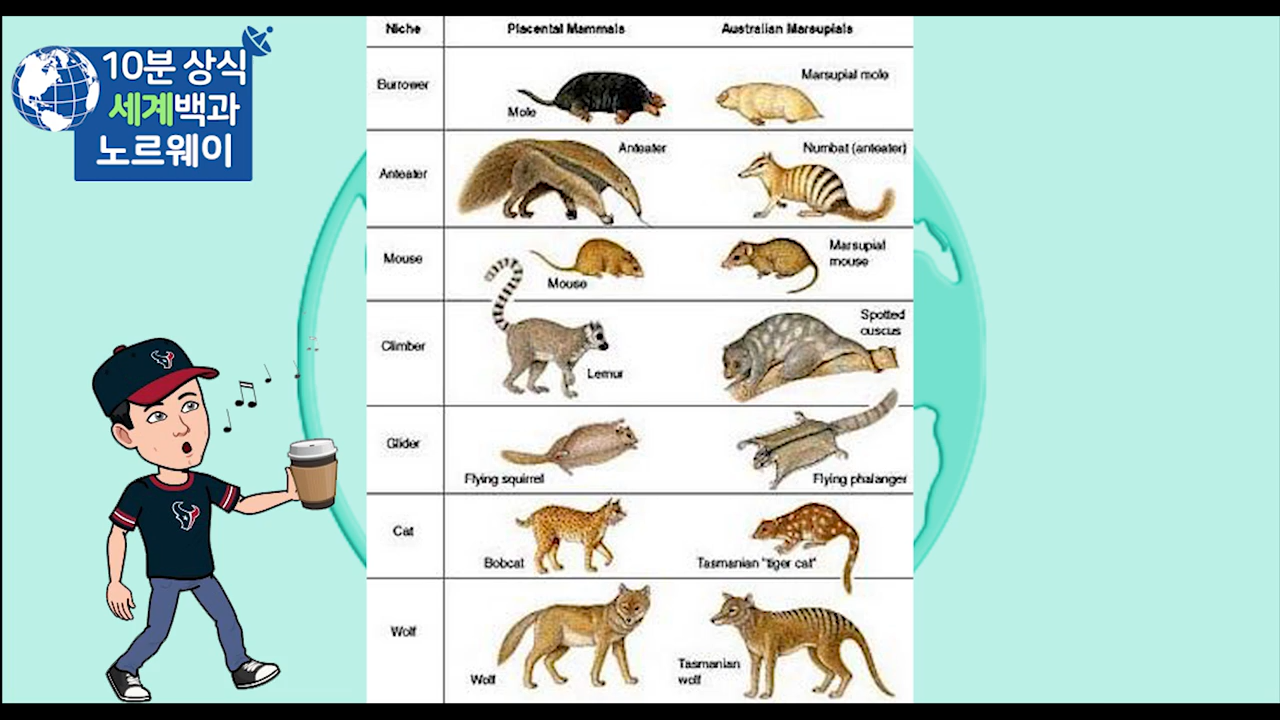 10분 상식
세계백과
노르웨이
Niche Placental Mammals Australian Marsupials
Burrower Mole Marsupial mole
Anteater Anteater Numbat (anteater)
Mouse Mouse Marsupial
mouse
Climber Lemur Spotted
cuscus
Glider Flying squirrel Flying phalanger
Cat Bobcat Tasmanian "tiger cat"
Wolf Wolf Tasmanian
wolf